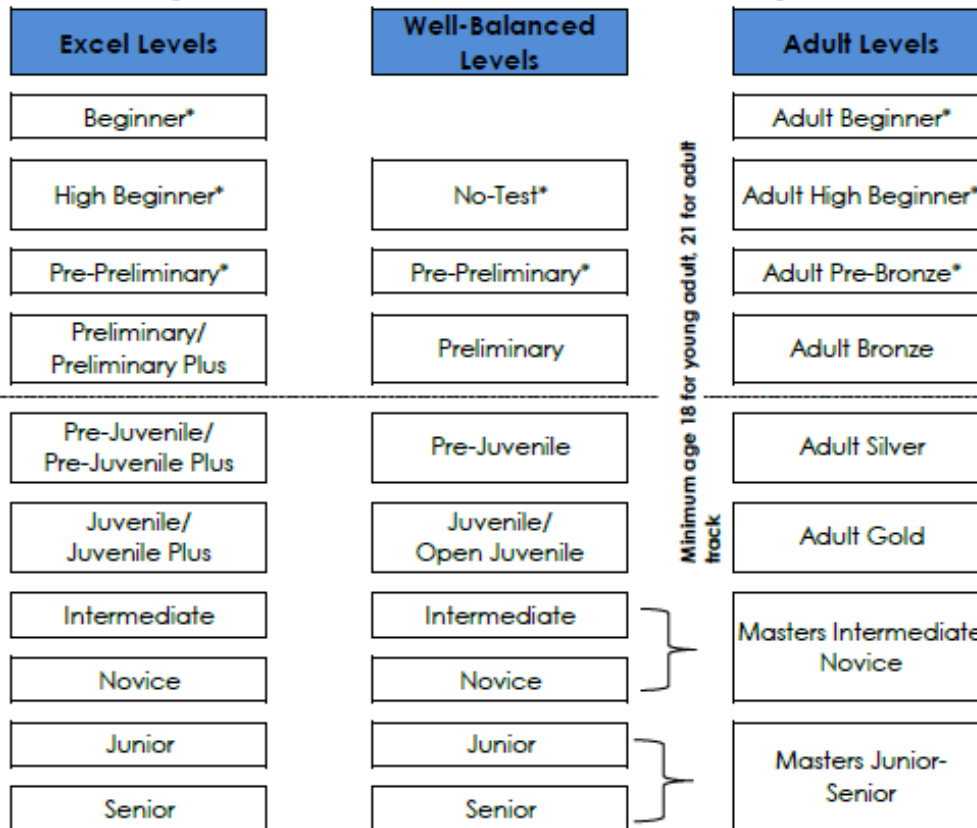 Excel Levels
Well-Balanced
Levels
Adult Levels
Beginner*
Adult Beginner*
High Beginner*
No-Test*
Adult High Beginner*
Pre-Preliminary*
Pre-Preliminary*
Adult Pre-Bronze*
Preliminary/
Preliminary Plus
Preliminary
Adult Bronze
Minimum age 18 for young adult, 21 for adult
track
Pre-Juvenile/
Pre-Juvenile Plus
Pre-Juvenile
Adult Silver
Juvenile/
Juvenile Plus
Juvenile/
Open Juvenile
Adult Gold
Intermediate
Intermediate
Masters Intermediate
Novice
Novice
Novice
Junior
Junior
Masters Junior-
Senior
Senior
Senior